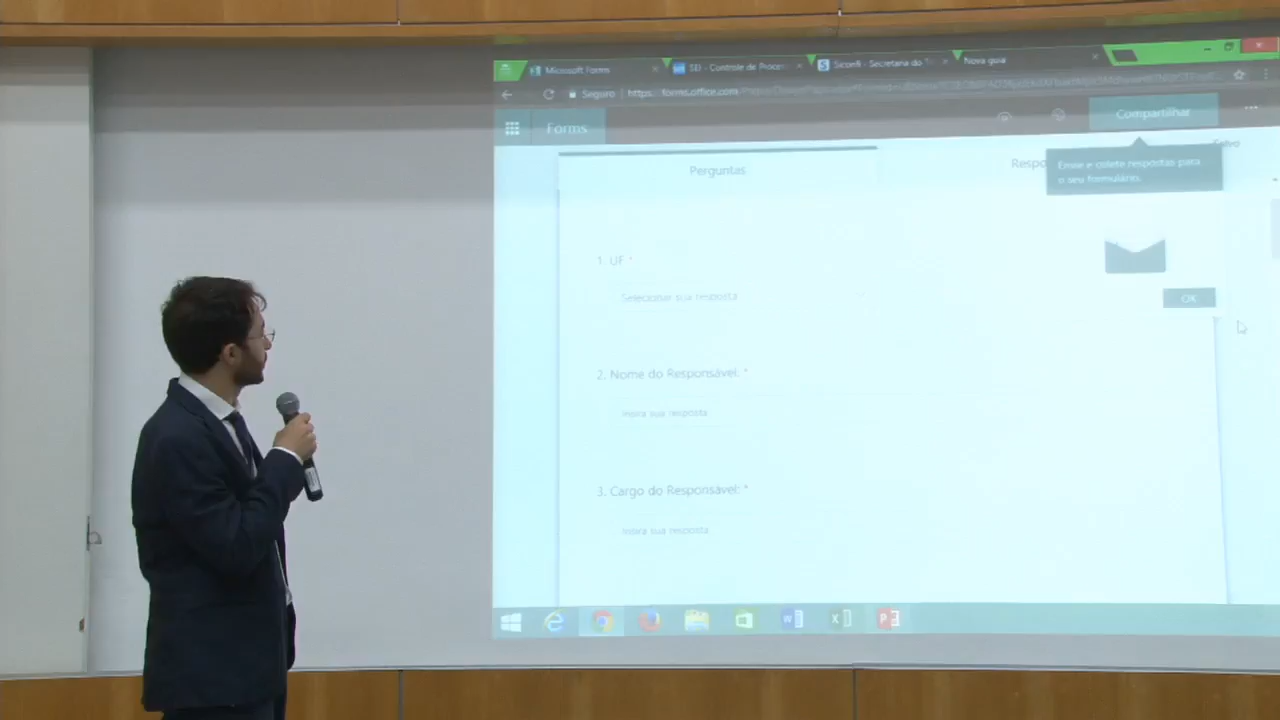 Microsoft Forms
SEI - Controle de Proces
Siconfi - Secretaria do T
Nova guia
Seguro
https:
forms.office.com
Forms
Compartilhar
Perguntas
Respo
Envie e colete respostas para
o seu formulário.
1. UF *
Selecionar sua resposta
OK
2. Nome do Responsável: *
Insira sua resposta
3. Cargo do Responsável: *
Insira sua resposta